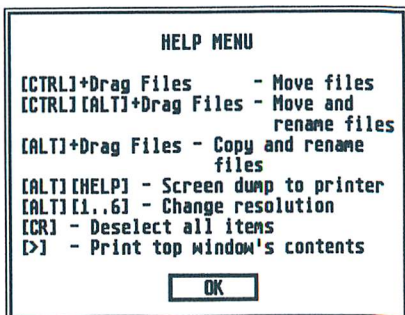 HELP MENU
[CTRL]+Drag Files - Move files
[CTRL][ALT]+Drag Files - Move and
rename files
[ALT]+Drag Files - Copy and rename
files
[ALT][HELP] - Screen dump to printer
[ALT][1..6] - Change resolution
[CR] - Deselect all items
[>] - Print top window's contents
OK